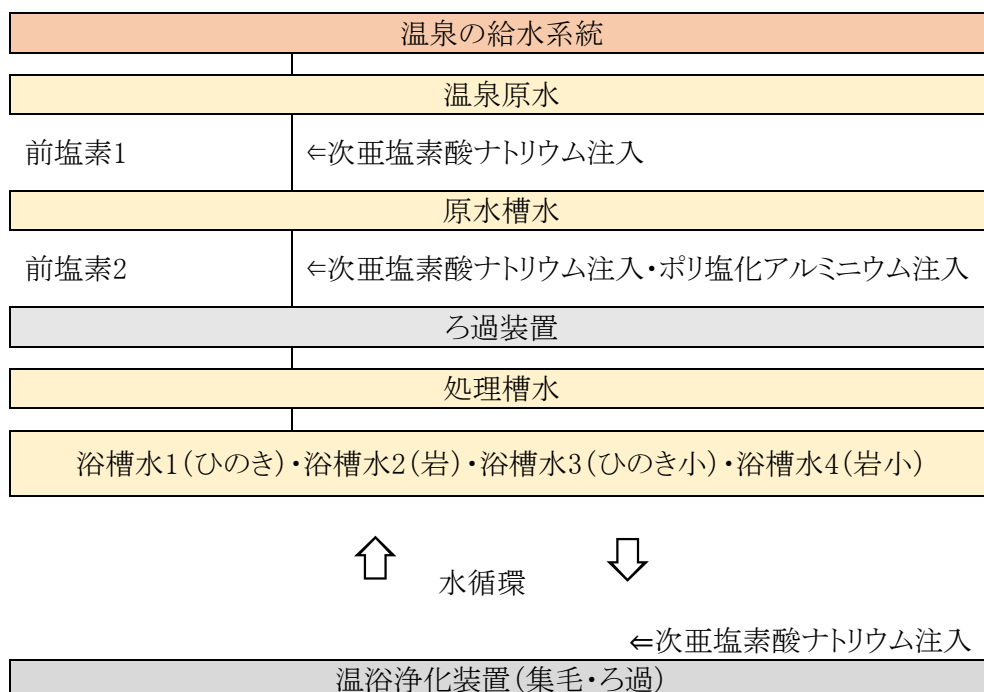 温泉の給水系統
温泉原水
前塩素1 ⇐次亜塩素酸ナトリウム注入
原水槽水
前塩素2 ⇐次亜塩素酸ナトリウム注入・ポリ塩化アルミニウム注入
ろ過装置
処理槽水
浴槽水1(ひのき)・浴槽水2(岩)・浴槽水3(ひのき小)・浴槽水4(岩小)
水循環
⇐次亜塩素酸ナトリウム注入
温浴浄化装置(集毛・ろ過)